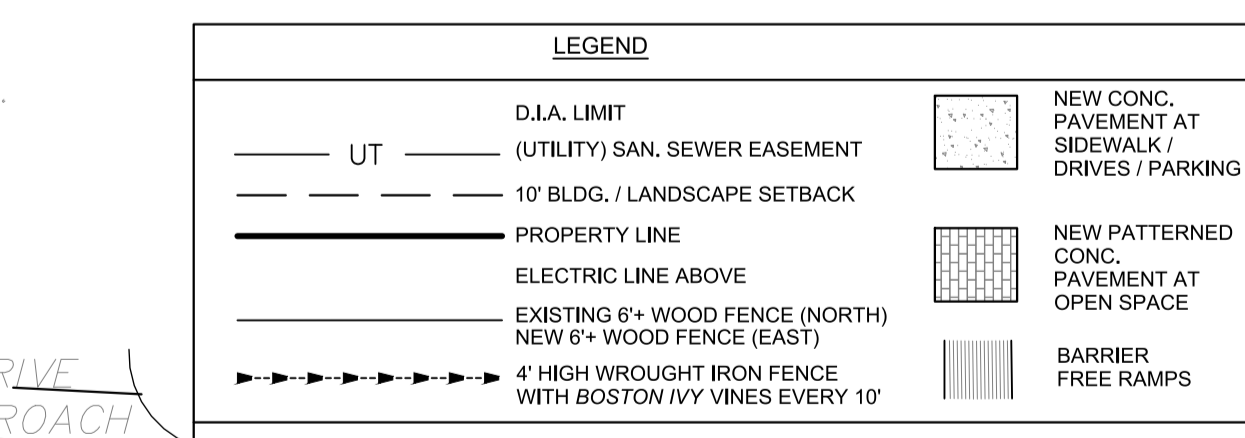 LEGEND
D.I.A. LIMIT
UT
(UTILITY) SAN. SEWER EASEMENT
10' BLDG. / LANDSCAPE SETBACK
PROPERTY LINE
ELECTRIC LINE ABOVE
EXISTING 6'+ WOOD FENCE (NORTH)
NEW 6'+ WOOD FENCE (EAST)
4' HIGH WROUGHT IRON FENCE
WITH BOSTON IVY VINES EVERY 10'
NEW CONC.
PAVEMENT AT
SIDEWALK /
DRIVES / PARKING
NEW PATTERNED
CONC.
PAVEMENT AT
OPEN SPACE
BARRIER
FREE RAMPS
RIVE
ROACH